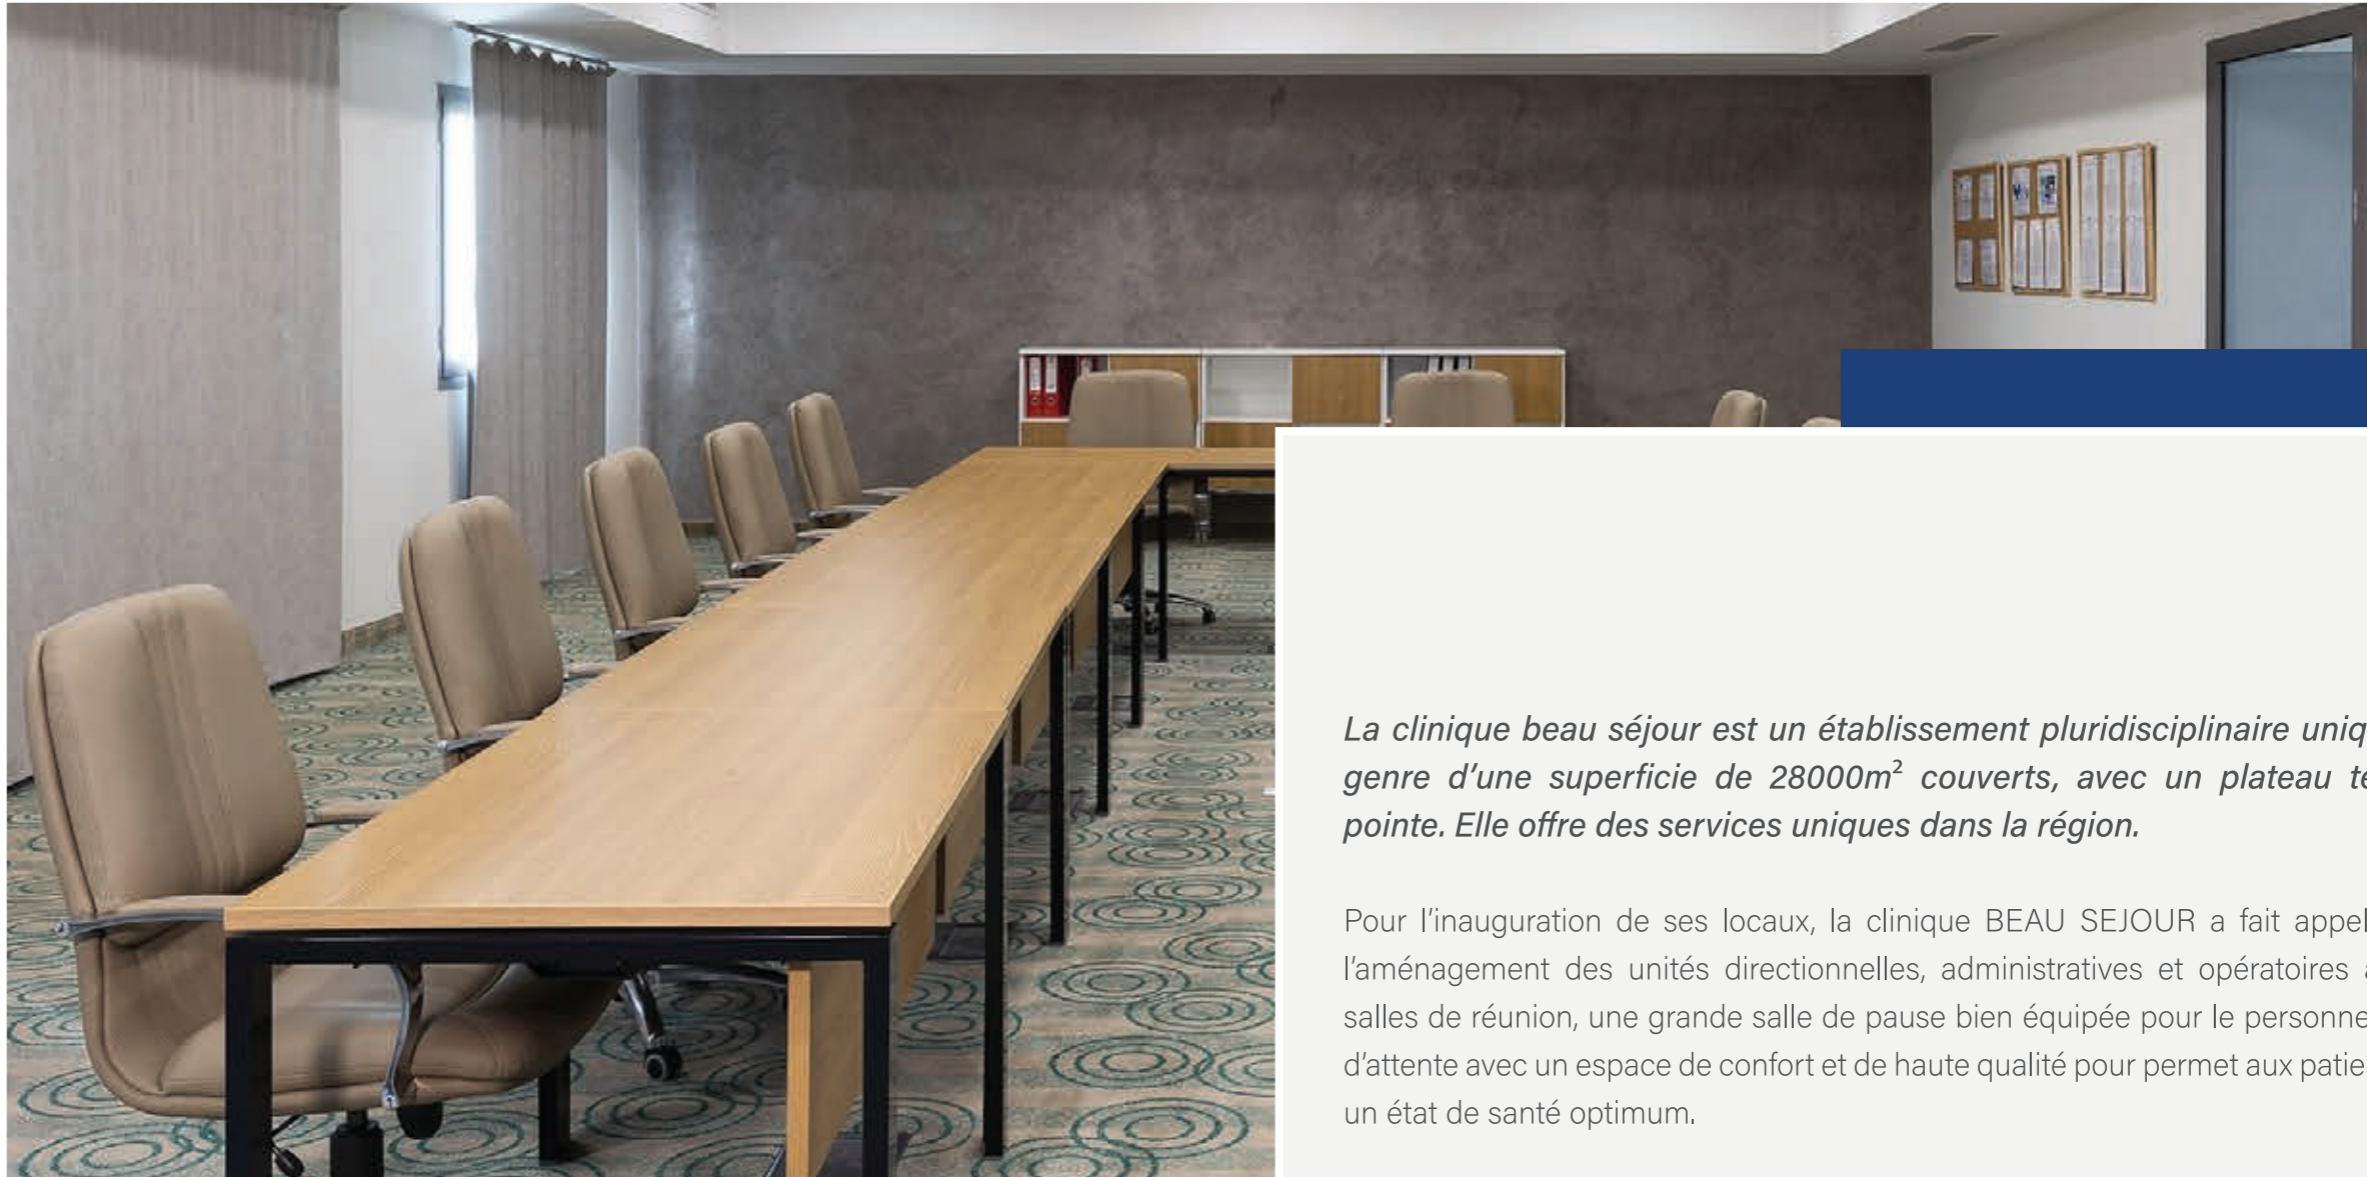 La clinique beau séjour est un établissement pluridisciplinaire uniq
genre d’une superficie de 28000m² couverts, avec un plateau te
pointe. Elle offre des services uniques dans la région.
Pour l’inauguration de ses locaux, la clinique BEAU SEJOUR a fait appel
l’aménagement des unités directionnelles, administratives et opératoires a
salles de réunion, une grande salle de pause bien équipée pour le personne
d’attente avec un espace de confort et de haute qualité pour permet aux patie
un état de santé optimum.